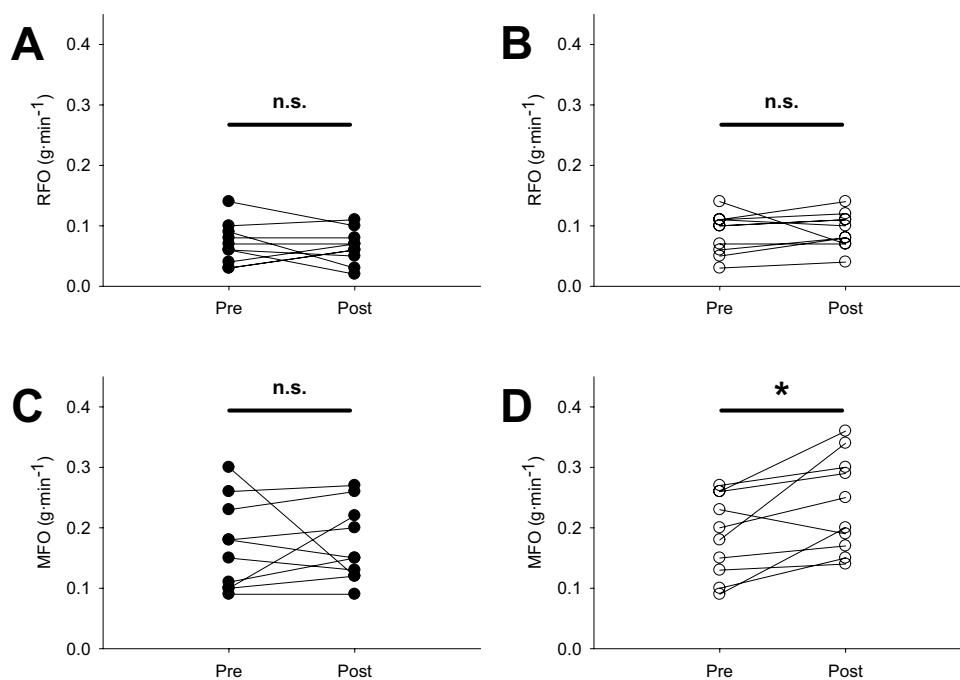 A
RFO (g·min-1)
0.4
0.3
0.2
0.1
0.0
n.s.
Pre
Post
B
RFO (g·min-1)
0.4
0.3
0.2
0.1
0.0
n.s.
Pre
Post
C
MFO (g·min-1)
0.4
0.3
0.2
0.1
0.0
n.s.
Pre
Post
D
MFO (g·min-1)
0.4
0.3
0.2
0.1
0.0
*
Pre
Post